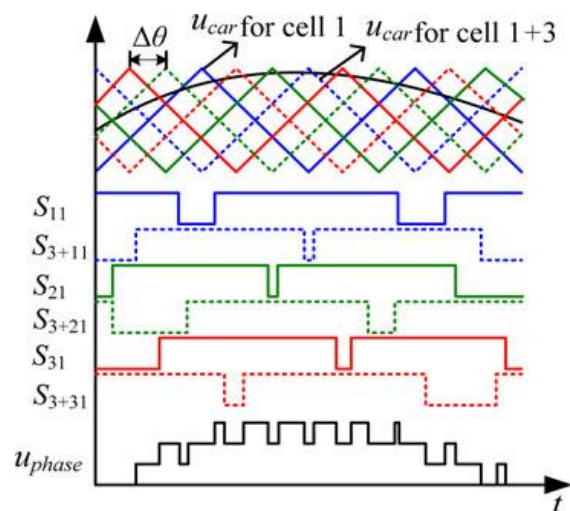 Δθ
u_car for cell 1
u_car for cell 1+3
S_11
S_3+11
S_21
S_3+21
S_31
S_3+31
u_phase
t